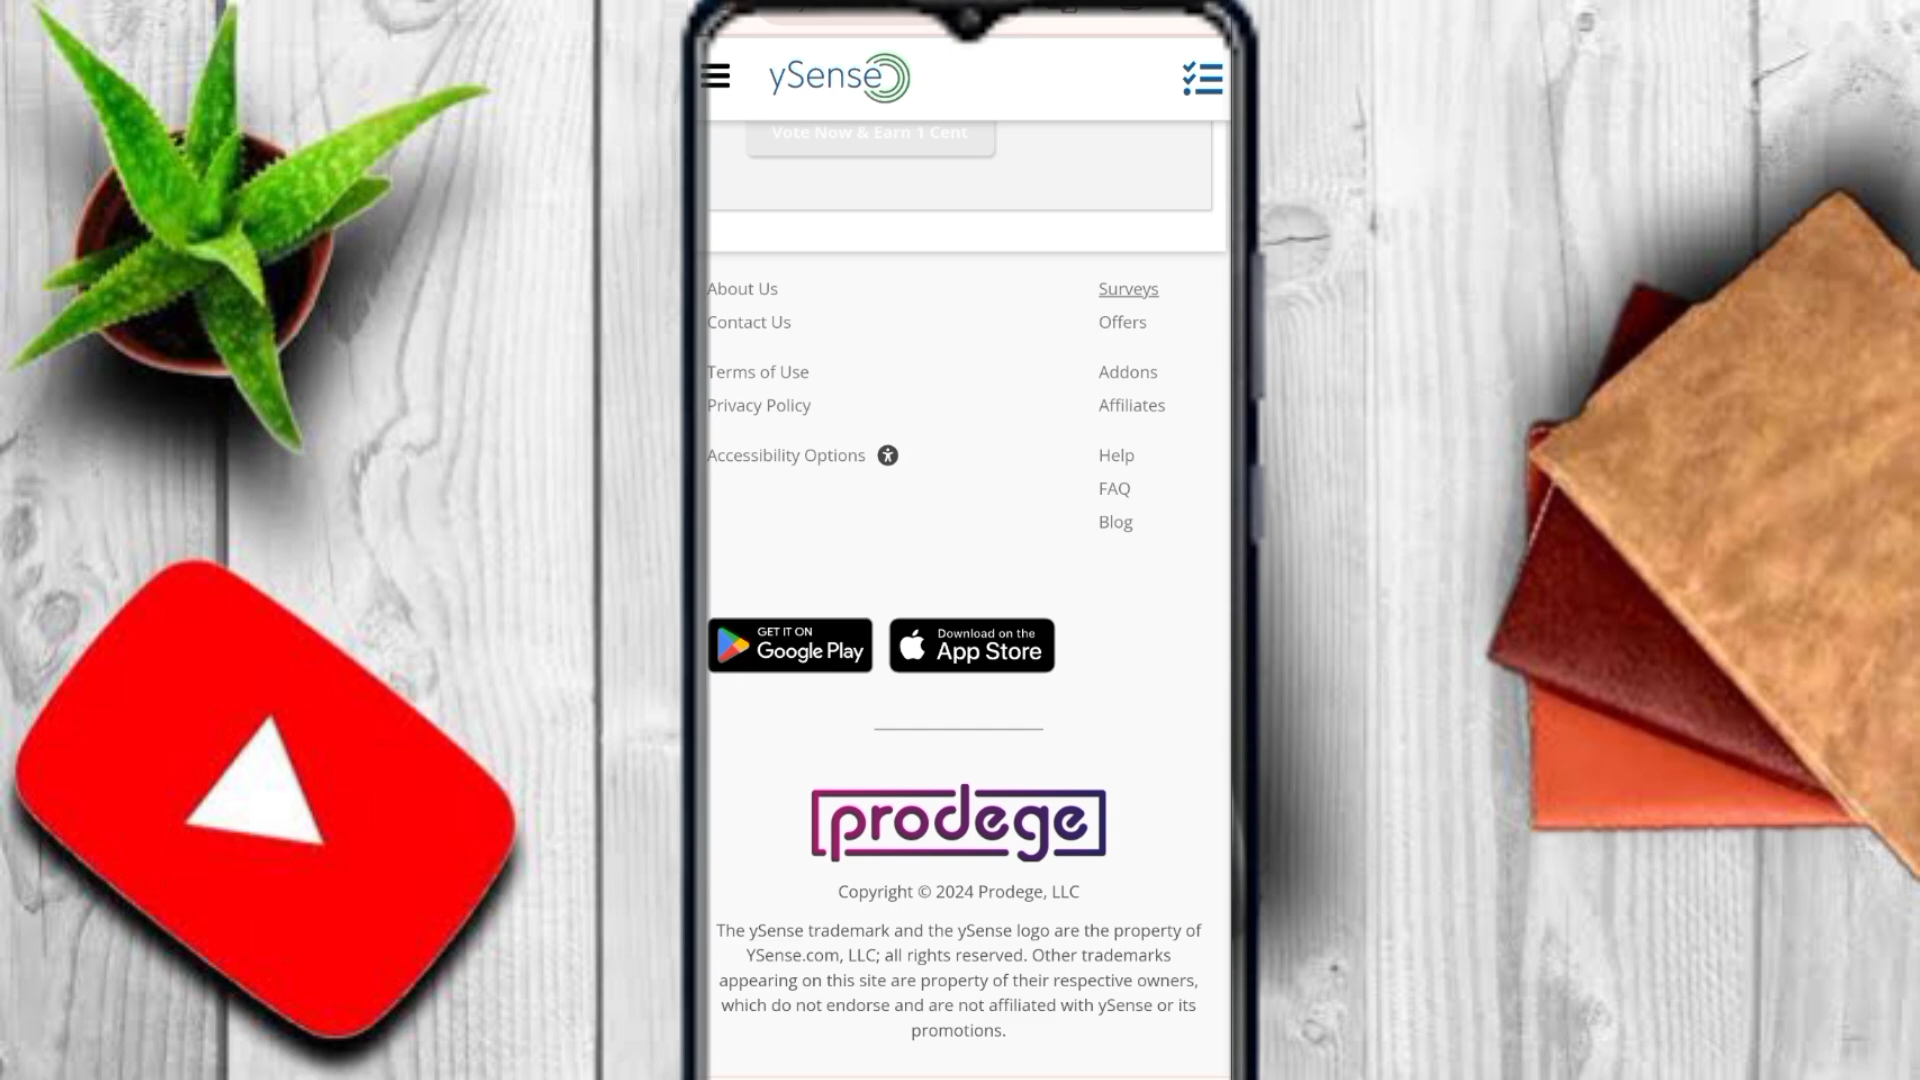 ySense
Vote Now & Earn 1 Cent
About Us
Contact Us
Terms of Use
Privacy Policy
Accessibility Options
Surveys
Offers
Addons
Affiliates
Help
FAQ
Blog
GET IT ON
Google Play
Download on the
App Store
prodege
Copyright © 2024 Prodege, LLC
The ySense trademark and the ySense logo are the property of
YSense.com, LLC; all rights reserved. Other trademarks
appearing on this site are property of their respective owners,
which do not endorse and are not affiliated with ySense or its
promotions.